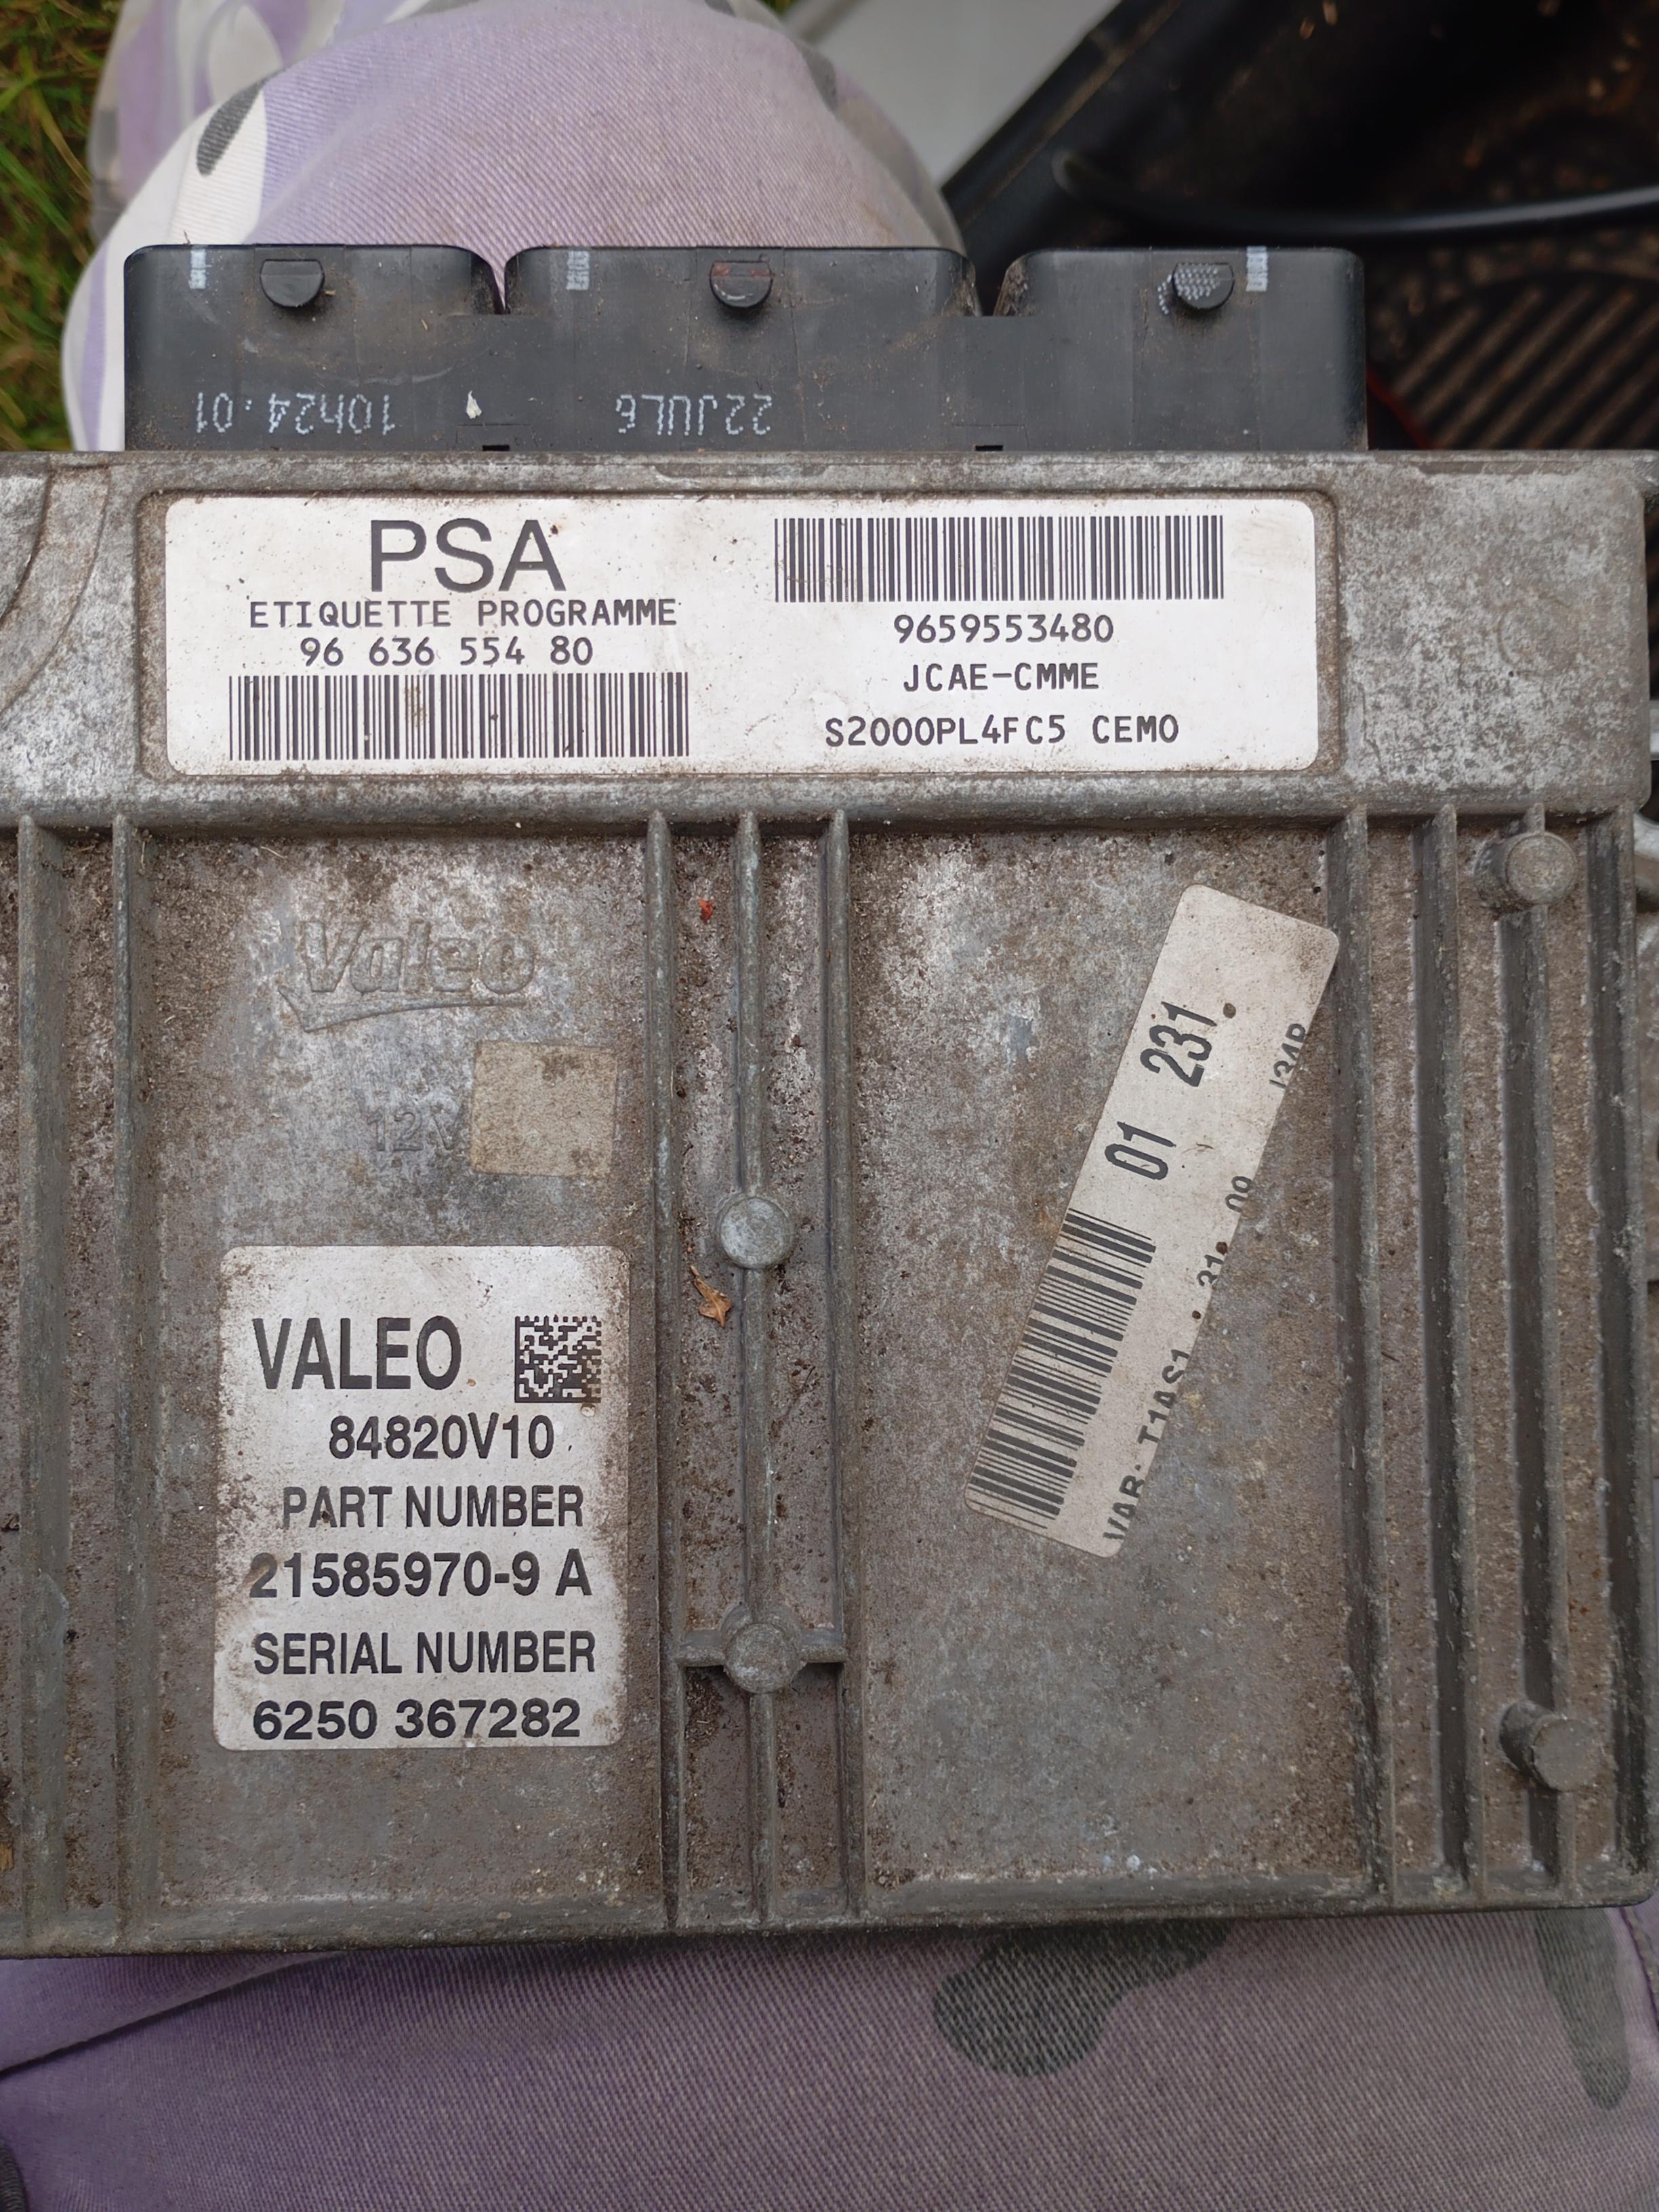 10h24.01 22JUL6
PSA
ETIQUETTE PROGRAMME
96 636 554 80
9659553480
JCAE-CMME
S2000PL4FC5 CEMO
Valeo
12V
01 231
VALEO
84820V10
PART NUMBER
21585970-9 A
SERIAL NUMBER
6250 367282